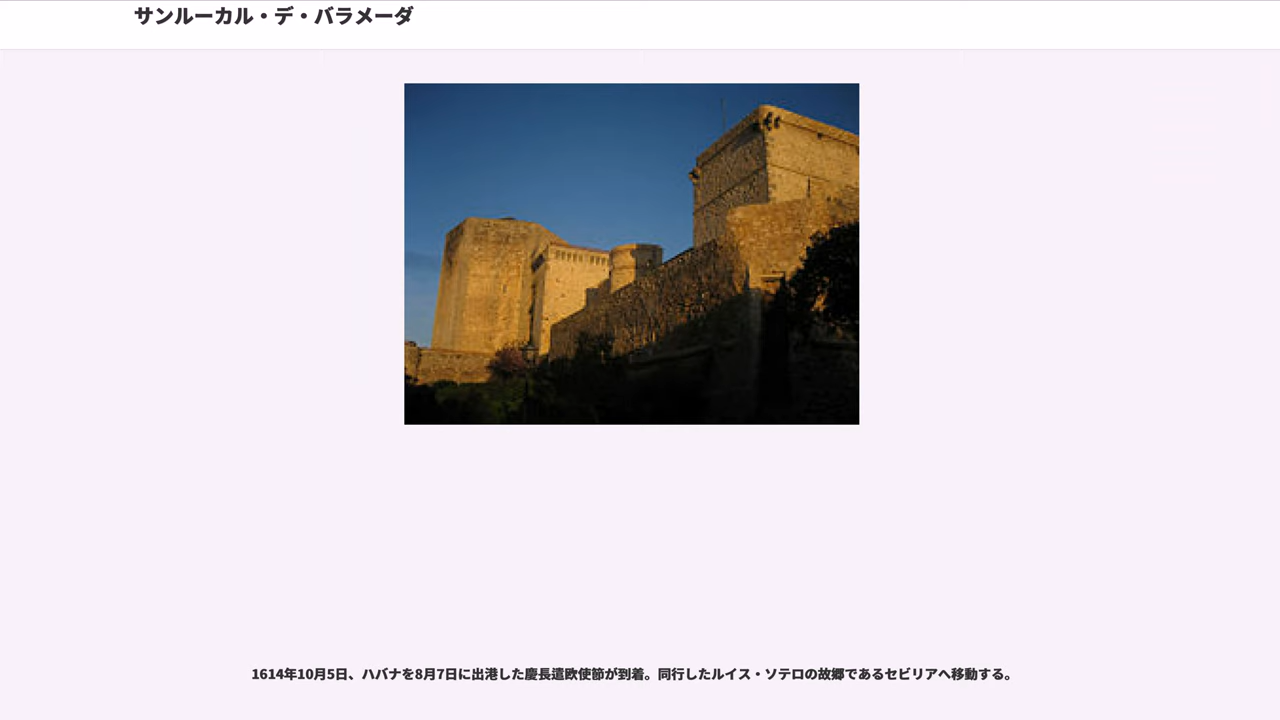 サンルーカル・デ・バラメーダ
1614年10月5日、ハバナを8月7日に出港した慶長遣欧使節が到着。同行したルイス・ソテロの故郷であるセビリアへ移動する。